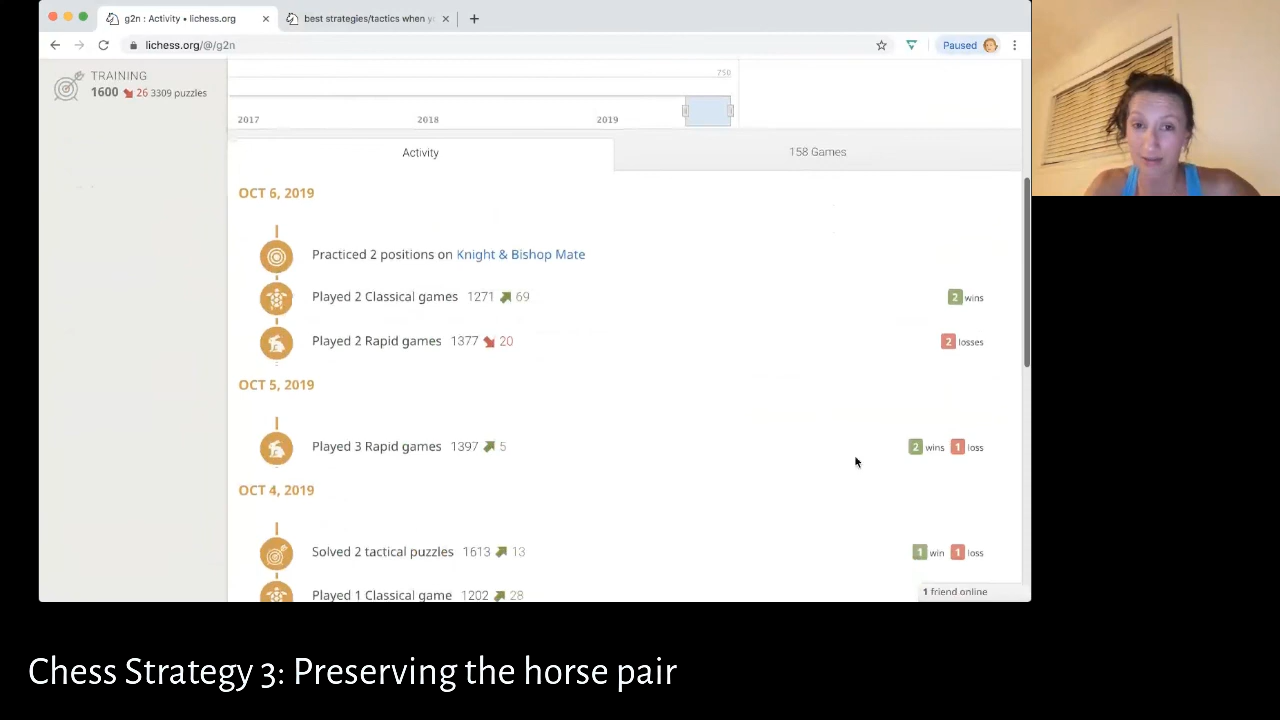 g2n : Activity • lichess.org
best strategies/tactics when y
lichess.org/@/g2n
Paused
TRAINING
1600 26 3309 puzzles
750
2017 2018 2019
Activity
158 Games
OCT 6, 2019
Practiced 2 positions on Knight & Bishop Mate
Played 2 Classical games 1271 69
2 wins
Played 2 Rapid games 1377 20
2 losses
OCT 5, 2019
Played 3 Rapid games 1397 5
2 wins 1 loss
OCT 4, 2019
Solved 2 tactical puzzles 1613 13
1 win 1 loss
Played 1 Classical game 1202 28
1 friend online
Chess Strategy 3: Preserving the horse pair